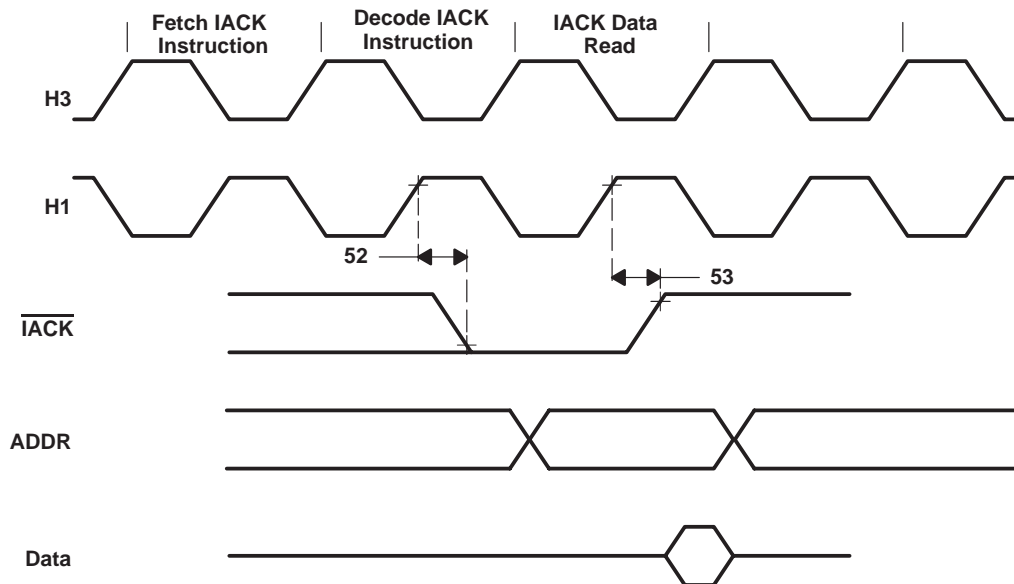 Fetch IACK
Instruction
Decode IACK
Instruction
IACK Data
Read
H3
H1
52
53
IACK
ADDR
Data